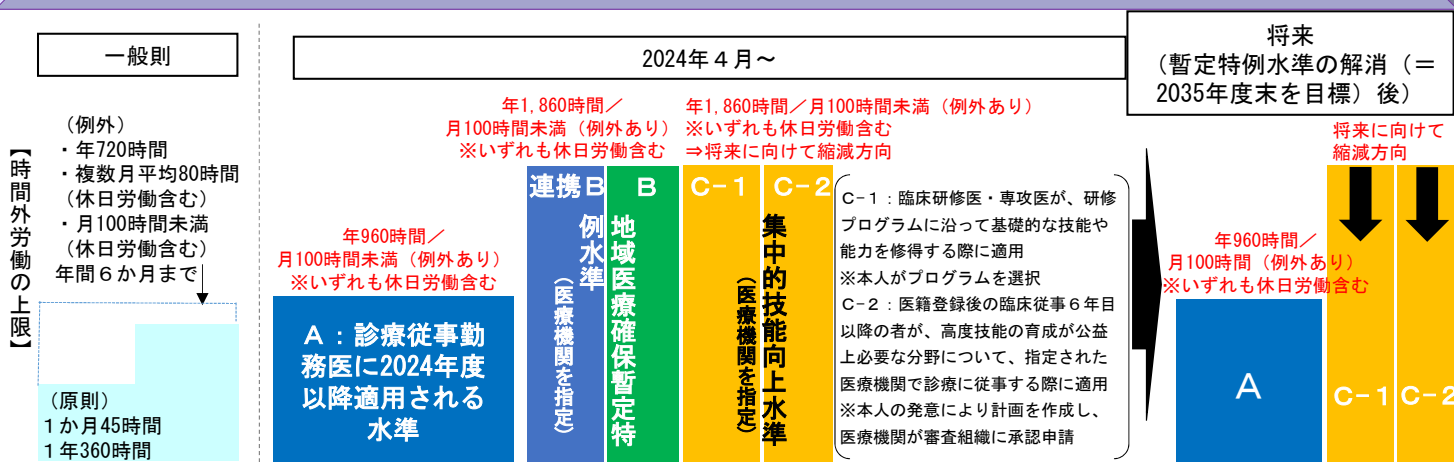 一般則
2024年４月～
将来
（暫定特例水準の解消（＝
2035年度末を目標）後）
【時間外労働の上限】
（例外）
・年720時間
・複数月平均80時間
（休日労働含む）
・月100時間未満
（休日労働含む）
年間６か月まで
（原則）
１か月45時間
１年360時間
年960時間／
月100時間未満（例外あり）
※いずれも休日労働含む
Ａ：診療従事勤
務医に2024年度
以降適用される
水準
年1,860時間／
月100時間未満（例外あり）
※いずれも休日労働含む
連携Ｂ
Ｂ
地域医療確保暫定特
例水準
（医療機関を指定）
年1,860時間／月100時間未満（例外あり）
※いずれも休日労働含む
⇒将来に向けて縮減方向
Ｃ-１
Ｃ-２
集中的技能向上水準
（医療機関を指定）
Ｃ-１：臨床研修医・専攻医が、研修
プログラムに沿って基礎的な技能や
能力を修得する際に適用
※本人がプログラムを選択
Ｃ-２：医籍登録後の臨床従事６年目
以降の者が、高度技能の育成が公益
上必要な分野について、指定された
医療機関で診療に従事する際に適用
※本人の発意により計画を作成し、
医療機関が審査組織に承認申請
年960時間／
月100時間（例外あり）
※いずれも休日労働含む
Ａ
将来に向けて
縮減方向
Ｃ-１
Ｃ-２